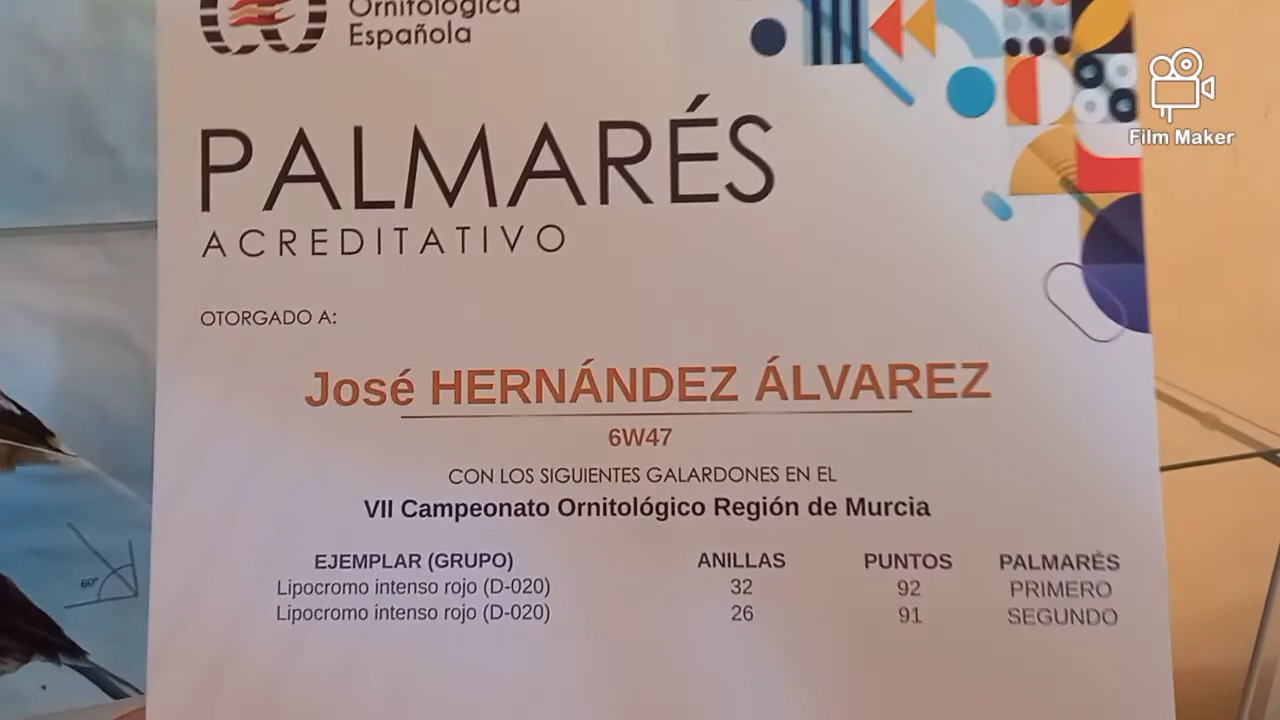 Ornitológica
Española
Film Maker
PALMARÉS
ACREDITATIVO
OTORGADO A:
José HERNÁNDEZ ÁLVAREZ
6W47
CON LOS SIGUIENTES GALARDONES EN EL
VII Campeonato Ornitológico Región de Murcia
EJEMPLAR (GRUPO) ANILLAS PUNTOS PALMARÉS
Lipocromo intenso rojo (D-020) 32 92 PRIMERO
Lipocromo intenso rojo (D-020) 26 91 SEGUNDO
60°